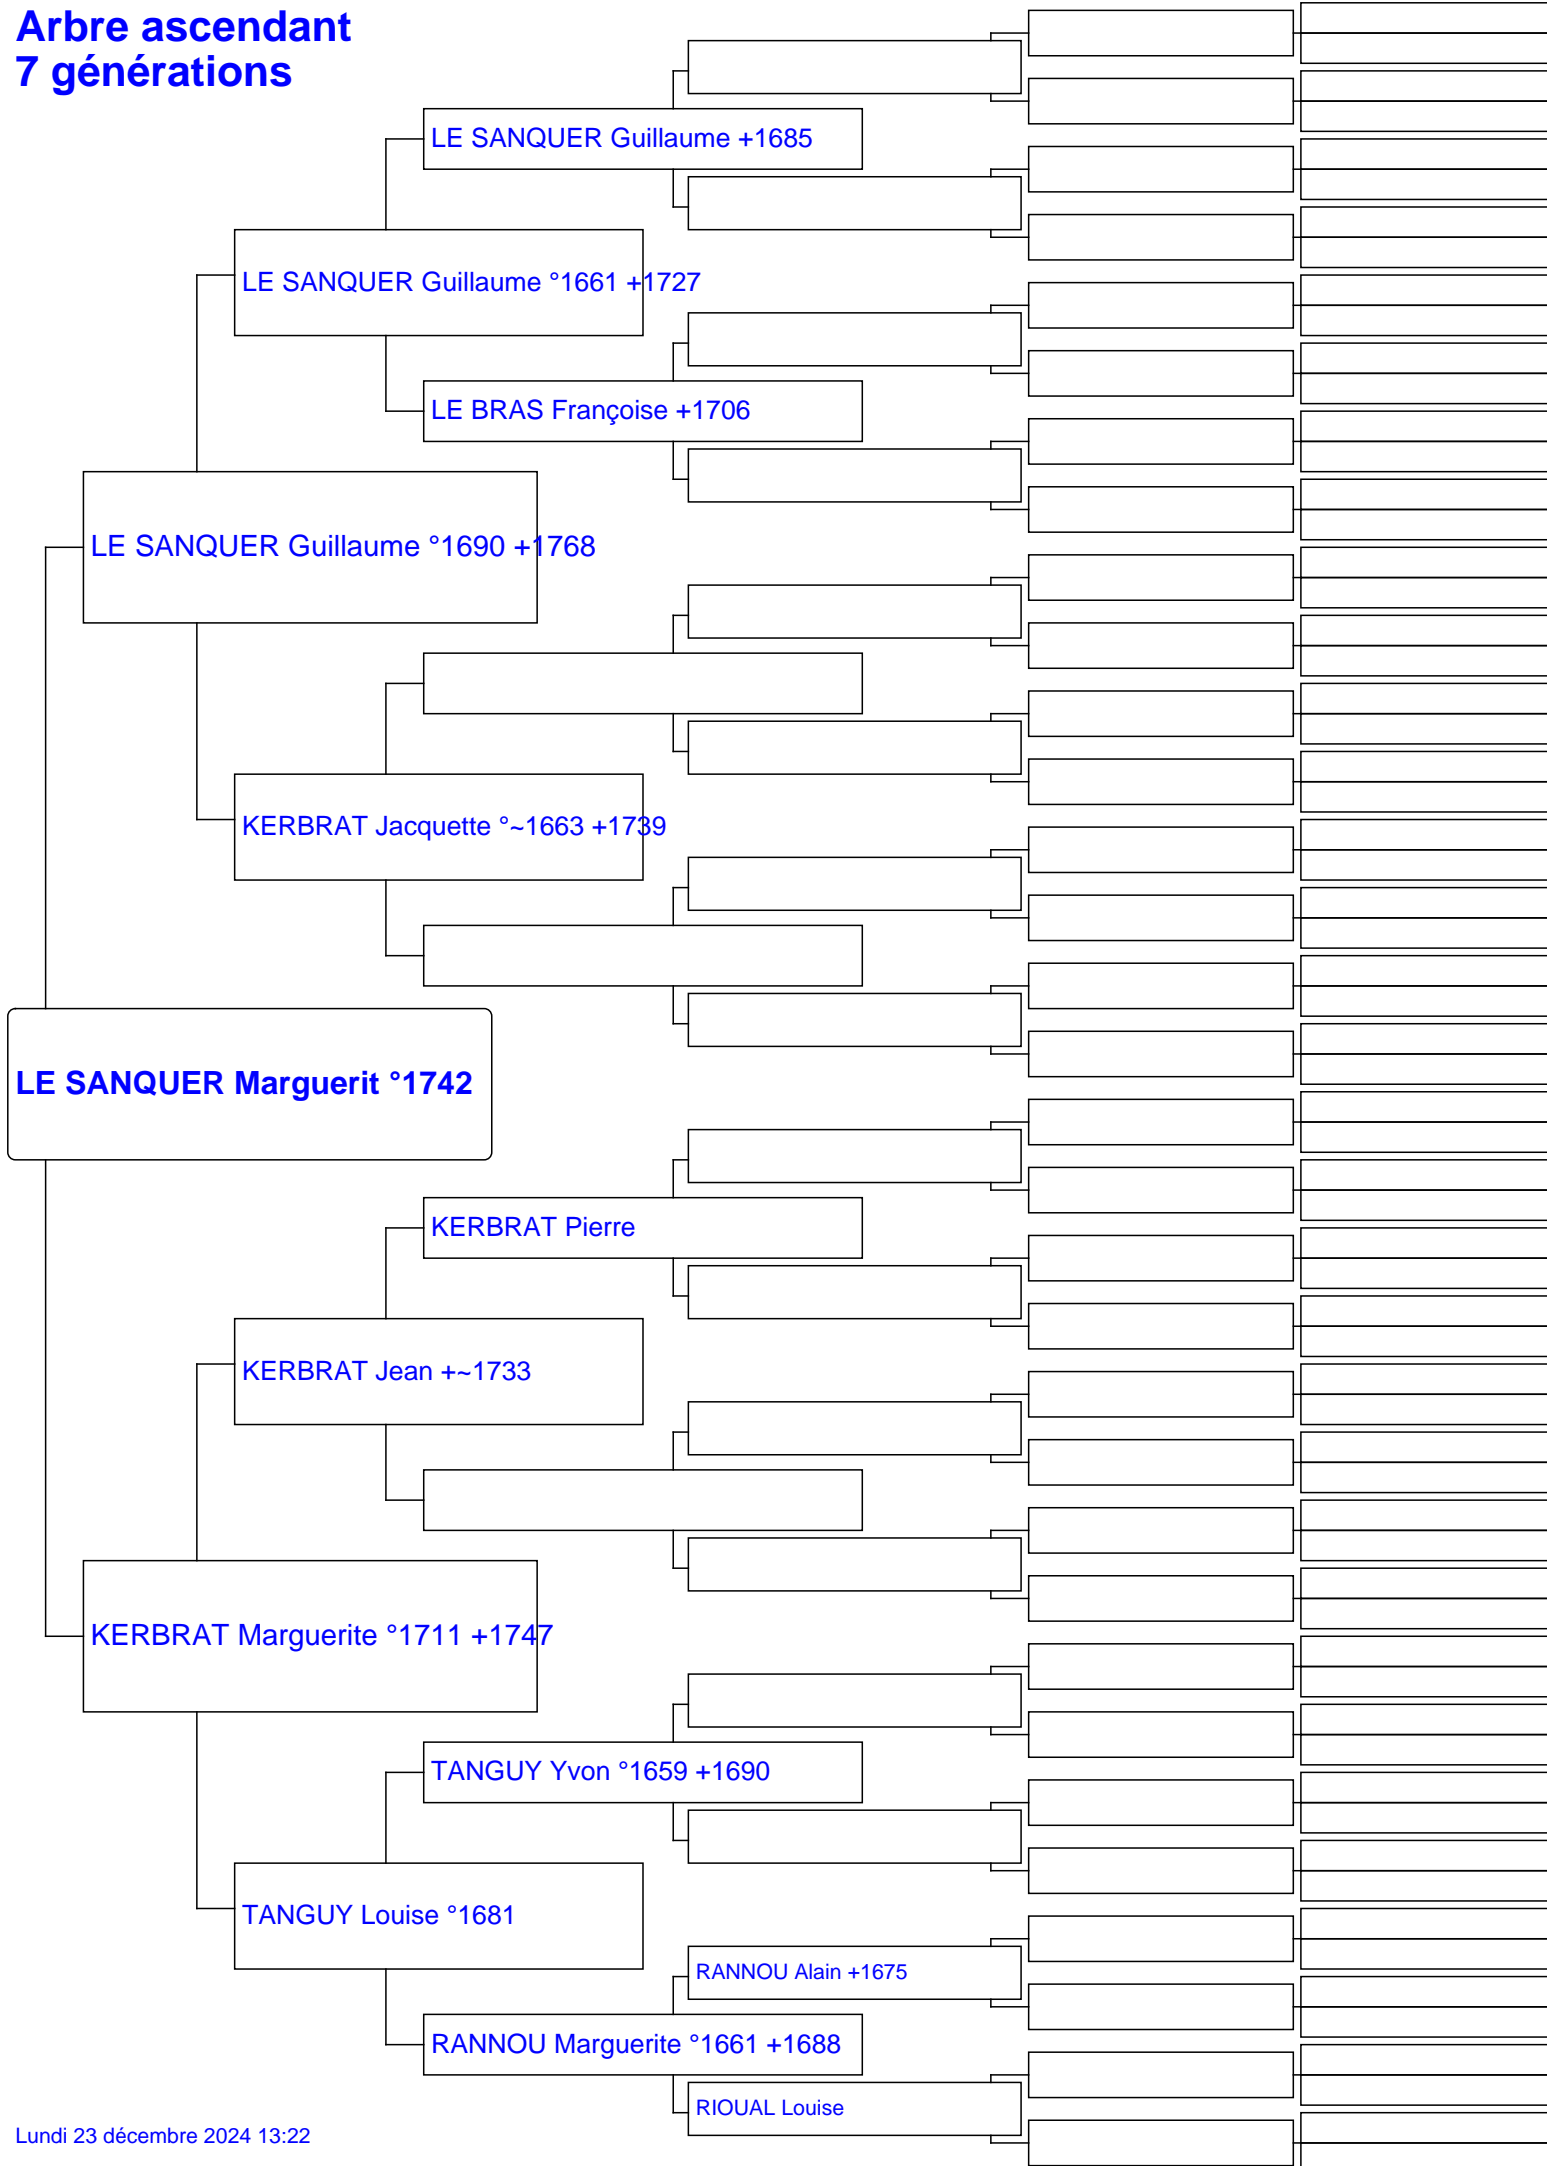 Arbre ascendant
7 générations
LE SANQUER Guillaume +1685
LE SANQUER Guillaume °1661 +1727
LE BRAS Françoise +1706
LE SANQUER Guillaume °1690 +1768
KERBRAT Jacquette °~1663 +1739
LE SANQUER Marguerit °1742
KERBRAT Pierre
KERBRAT Jean +~1733
KERBRAT Marguerite °1711 +1747
TANGUY Yvon °1659 +1690
TANGUY Louise °1681
RANNOU Alain +1675
RANNOU Marguerite °1661 +1688
RIOUAL Louise
Lundi 23 décembre 2024 13:22